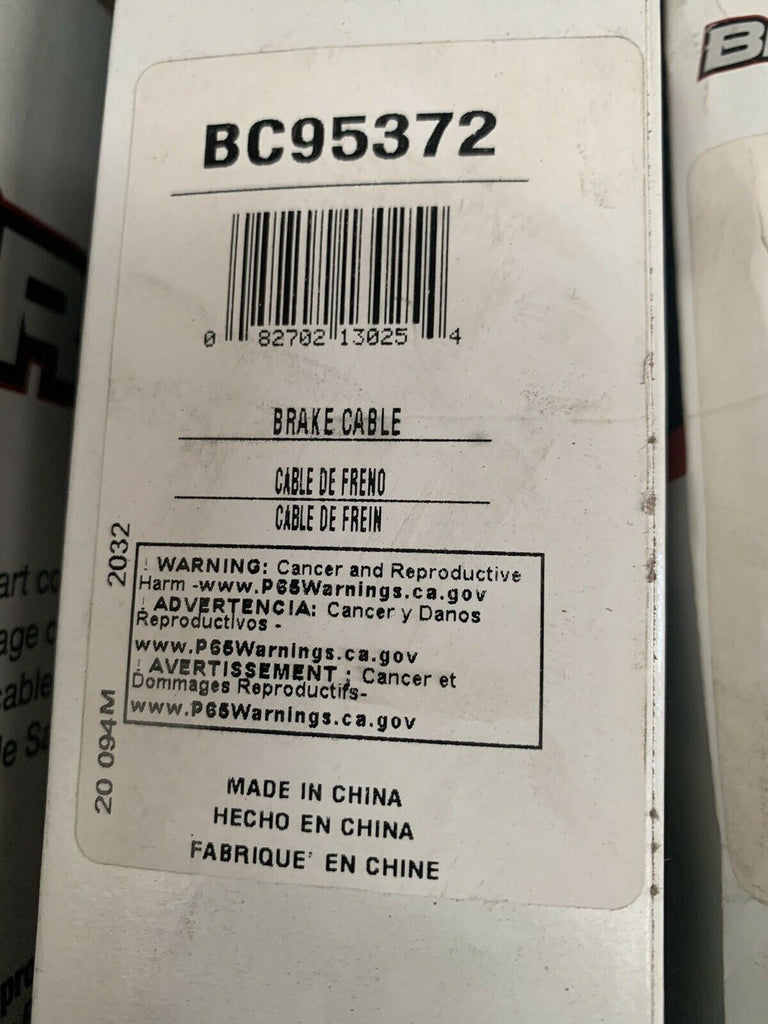 BC95372
0 82702 13025 4
BRAKE CABLE
CABLE DE FRENO
CABLE DE FREIN
2032
! WARNING: Cancer and Reproductive
Harm -www.P65Warnings.ca.gov
! ADVERTENCIA: Cancer y Danos
Reproductivos -
www.P65Warnings.ca.gov
! AVERTISSEMENT : Cancer et
Dommages Reproductifs-
www.P65Warnings.ca.gov
20 094M
MADE IN CHINA
HECHO EN CHINA
FABRIQUE' EN CHINE